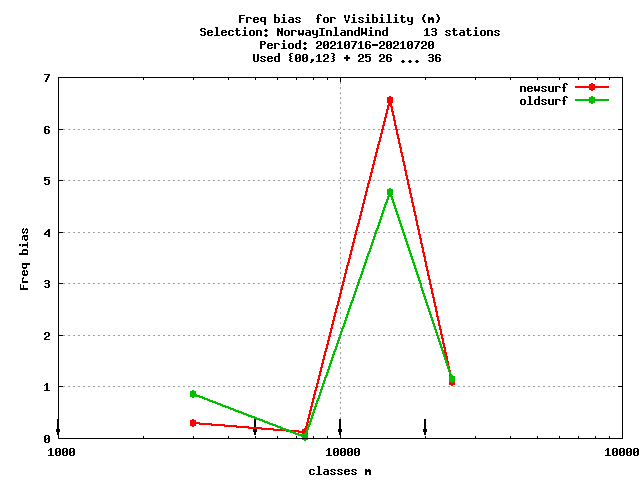 Freq bias  for Visibility (m)
Selection: NorwayInlandWind     13 stations
Period: 20210716-20210720
Used {00,12} + 25 26 ... 36
newsurf
oldsurf
7
6
5
4
3
2
1
0
Freq bias
1000 10000 10000
classes m